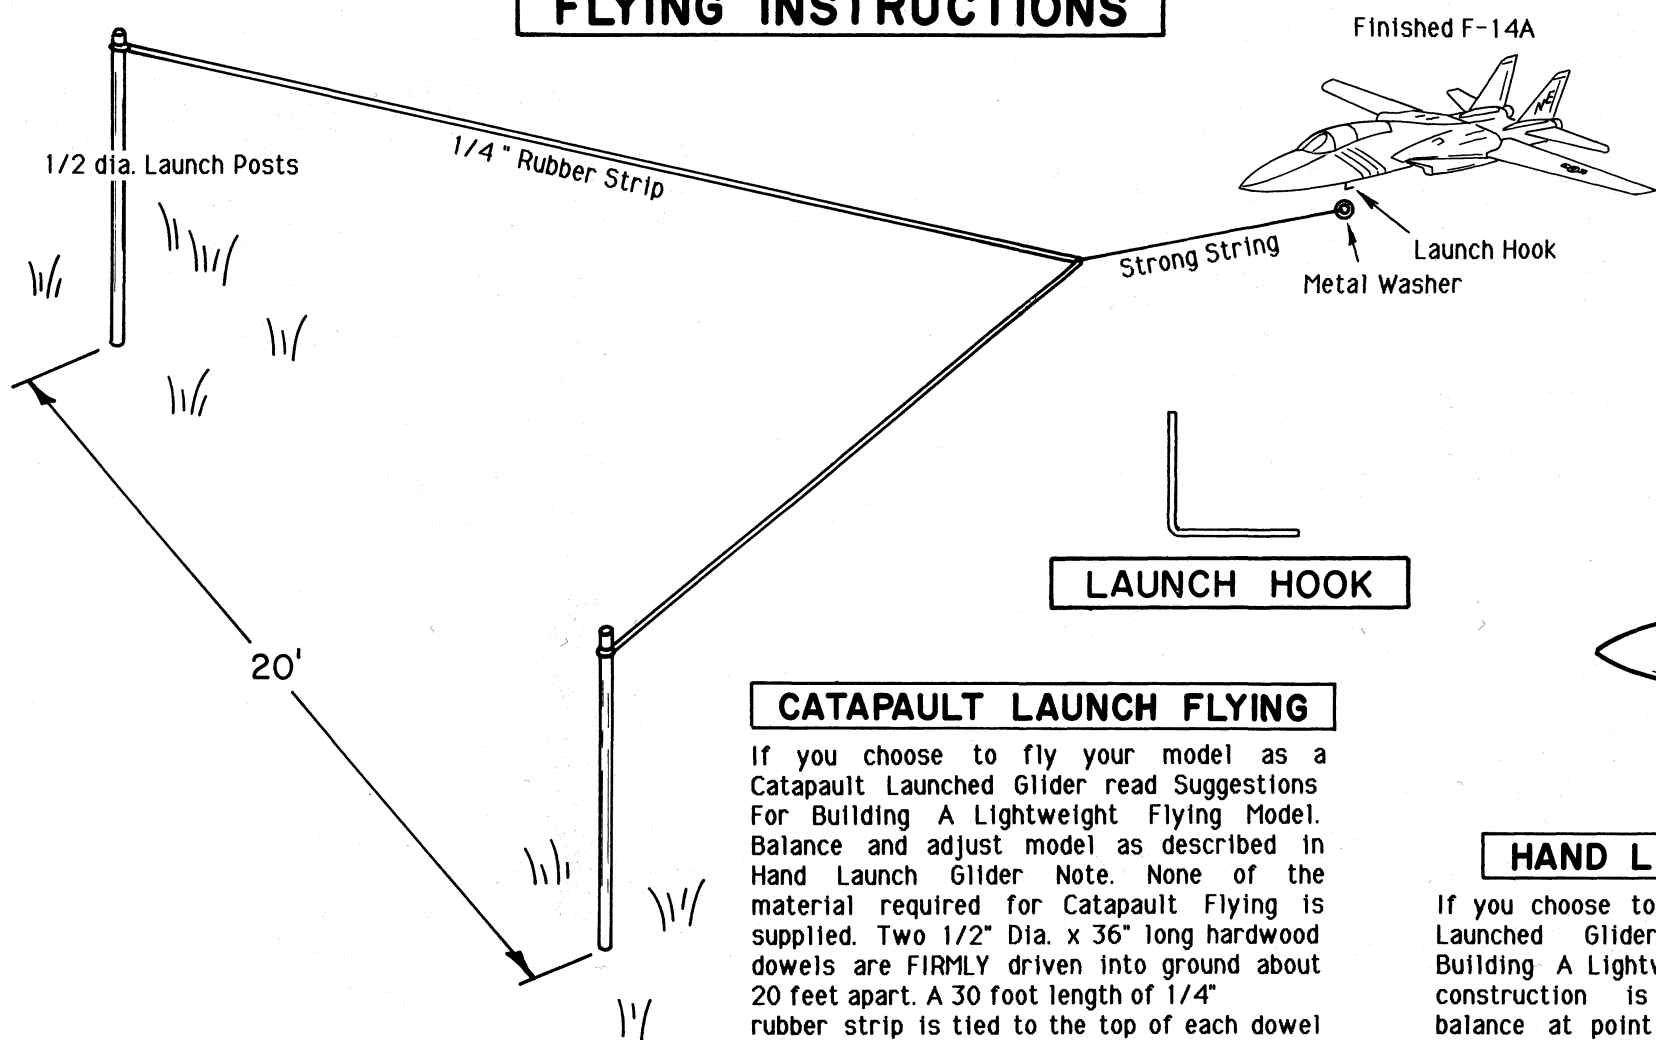 FLYING INSTRUCTIONS
Finished F-14A
1/2 dia. Launch Posts
1/4 " Rubber Strip
NE
Strong String
Launch Hook
Metal Washer
20'
LAUNCH HOOK
CATAPAULT LAUNCH FLYING
If you choose to fly your model as a
Catapault Launched Glider read Suggestions
For Building A Lightweight Flying Model.
Balance and adjust model as described in
Hand Launch Glider Note. None of the
material required for Catapault Flying is
supplied. Two 1/2" Dia. x 36" long hardwood
dowels are FIRMLY driven into ground about
20 feet apart. A 30 foot length of 1/4"
rubber strip is tied to the top of each dowel
HAND L
If you choose to
Launched Glider
Building A Lightw
construction is
balance at point